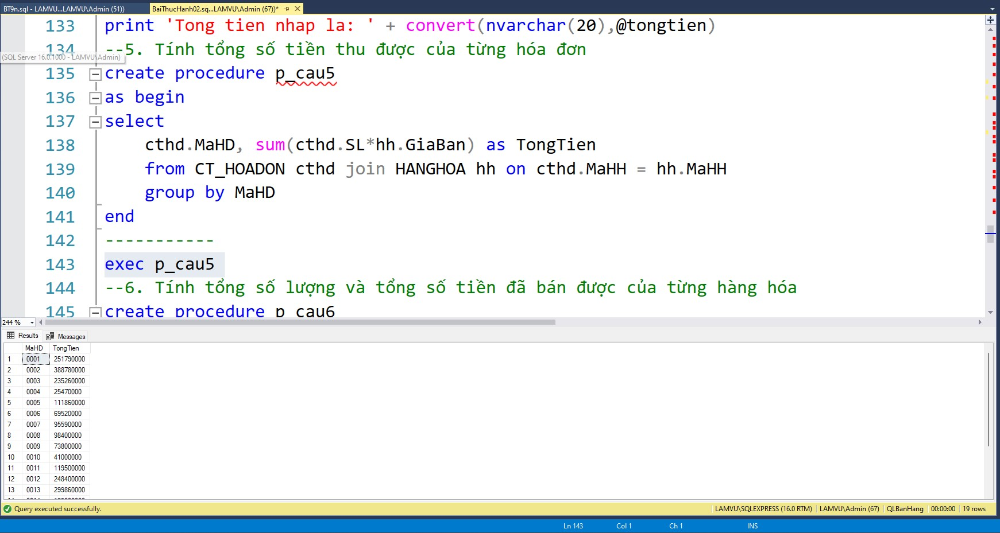 BT9n.sql - LAMVU...LAMVU\Admin (51))
BaiThucHanh02.sq...LAMVU\Admin (67))*
133 print 'Tong tien nhap la: ' + convert(nvarchar(20),@tongtien)
134 --5. Tính tổng số tiền thu được của từng hóa đơn
(SQL Server 16.0.1000 - LAMVU\Admin)
135 create procedure p_cau5
136 as begin
137 select
138 cthd.MaHD, sum(cthd.SL*hh.GiaBan) as TongTien
139 from CT_HOADON cthd join HANGHOA hh on cthd.MaHH = hh.MaHH
140 group by MaHD
141 end
142 -----------
143 exec p_cau5
144 --6. Tính tổng số lượng và tổng số tiền đã bán được của từng hàng hóa
145 create procedure p_cau6
244 %
Results Messages
MaHD TongTien
1 0001 251790000
2 0002 388780000
3 0003 235260000
4 0004 25470000
5 0005 111860000
6 0006 69520000
7 0007 95590000
8 0008 98400000
9 0009 73800000
10 0010 41000000
11 0011 119500000
12 0012 248400000
13 0013 299860000
Query executed successfully. LAMVU\SQLEXPRESS (16.0 RTM) LAMVU\Admin (67) QLBanHang 00:00:00 19 rows
Ln 143 Col 1 Ch 1 INS